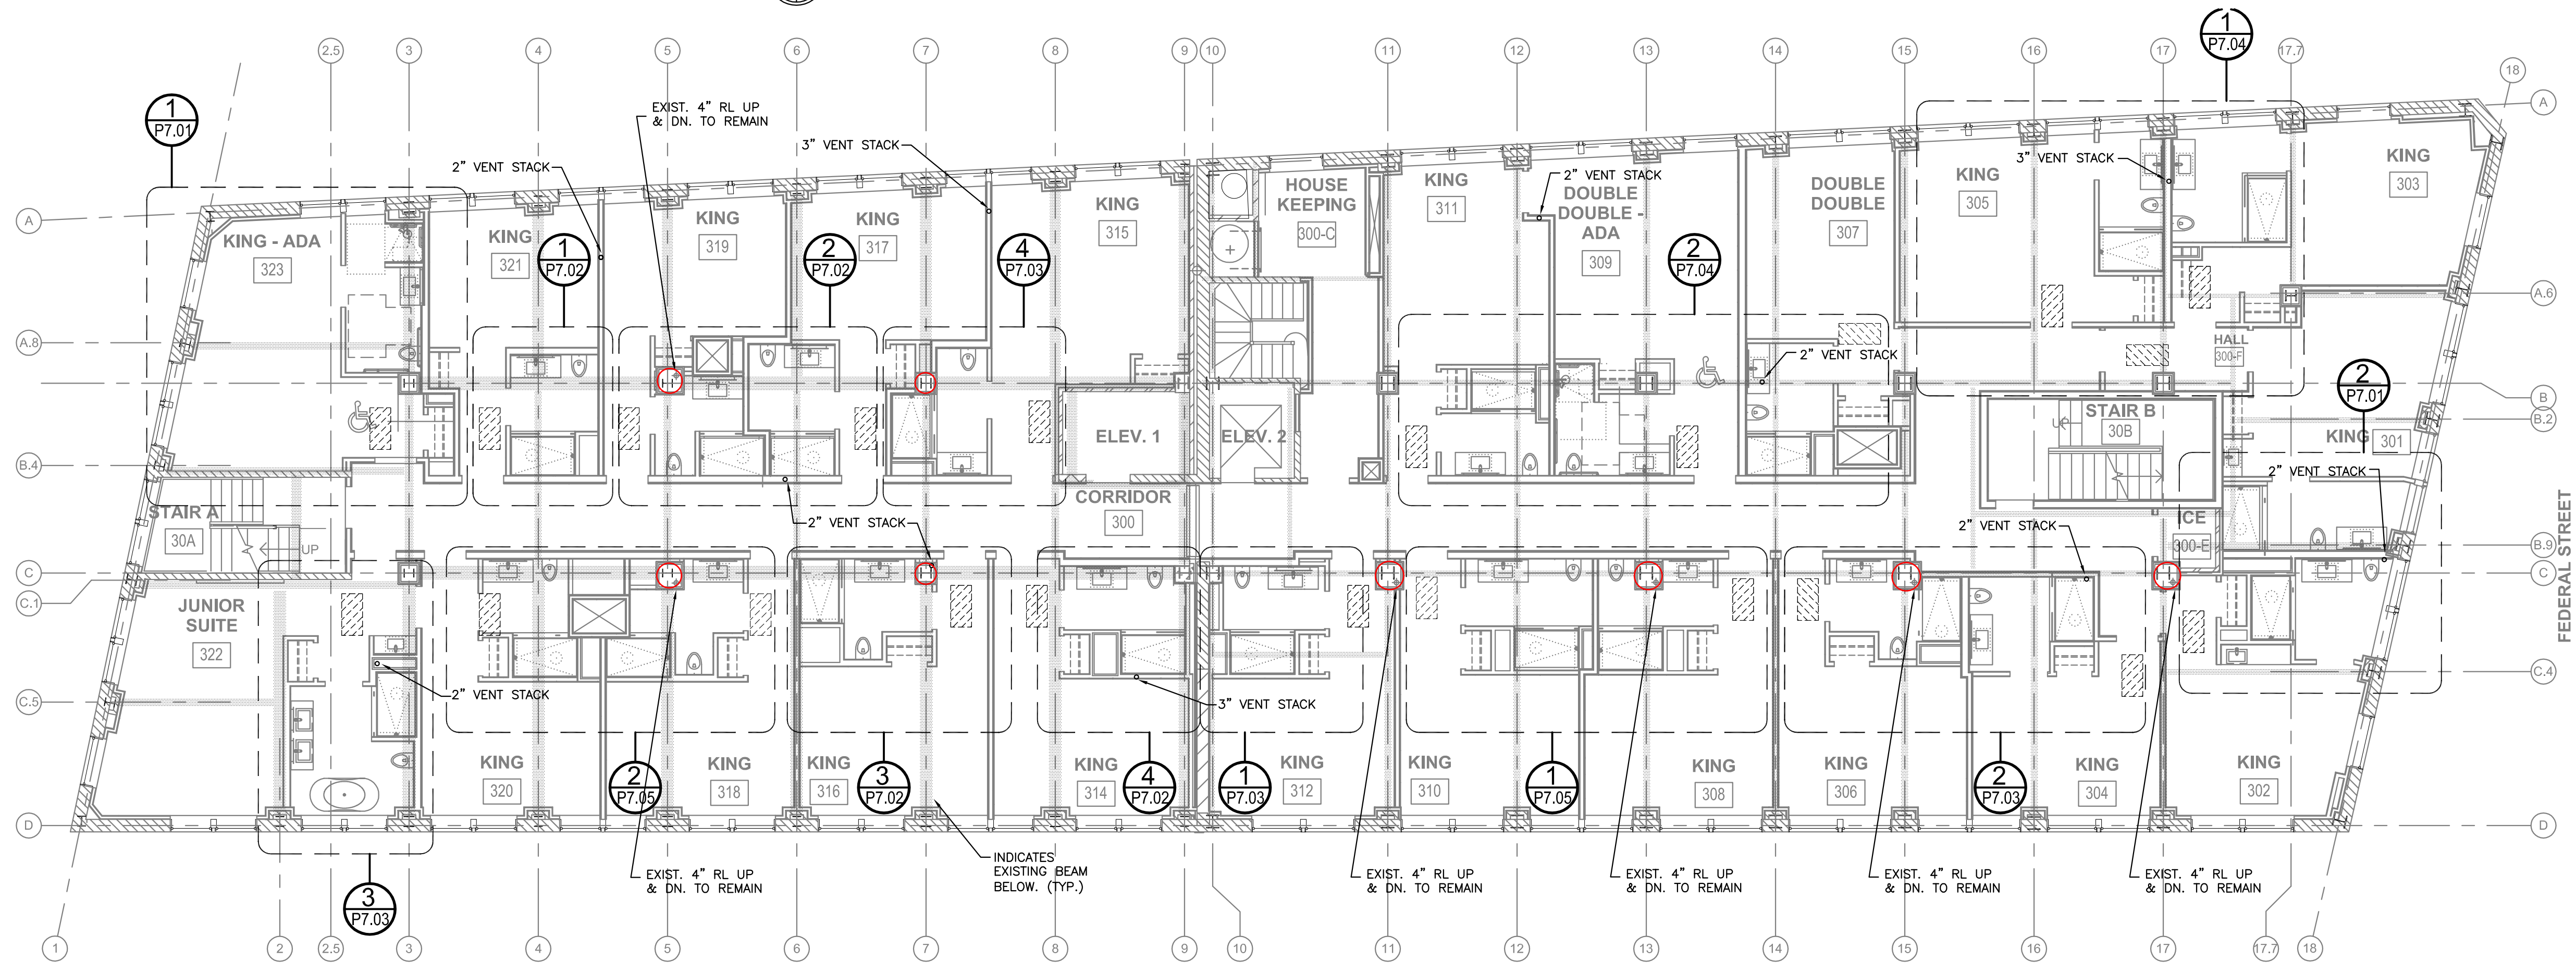 1
P7.04
2.5
3
4
5
6
7
8
9
10
11
12
13
14
15
16
17
17.7
18
A
1
P7.01
EXIST. 4" RL UP
& DN. TO REMAIN
3" VENT STACK
2" VENT STACK
2" VENT STACK
3" VENT STACK
A
KING - ADA
323
KING
321
KING
319
KING
317
KING
315
HOUSE
KEEPING
300-C
KING
311
DOUBLE
DOUBLE -
ADA
309
DOUBLE
DOUBLE
307
KING
305
KING
303
1
P7.02
2
P7.02
4
P7.03
2
P7.04
A.6
A.8
HALL
300-F
2" VENT STACK
2
P7.01
B
B.2
STAIR B
30B
UP
KING
301
ELEV. 1
ELEV. 2
B.4
2" VENT STACK
CORRIDOR
300
STAIR A
30A
UP
2" VENT STACK
2" VENT STACK
ICE
300-E
B.9
C
C
C.1
FEDERAL STREET
JUNIOR
SUITE
322
2" VENT STACK
3" VENT STACK
C.4
C.5
KING
320
2
P7.05
KING
318
KING
316
3
P7.02
KING
314
4
P7.02
1
P7.03
KING
312
KING
310
1
P7.05
KING
308
KING
306
2
P7.03
KING
304
KING
302
D
D
EXIST. 4" RL UP
& DN. TO REMAIN
INDICATES
EXISTING BEAM
BELOW. (TYP.)
EXIST. 4" RL UP
& DN. TO REMAIN
EXIST. 4" RL UP
& DN. TO REMAIN
EXIST. 4" RL UP
& DN. TO REMAIN
EXIST. 4" RL UP
& DN. TO REMAIN
3
P7.03
1
2
2.5
3
4
5
6
7
8
9
10
11
12
13
14
15
16
17
17.7
18